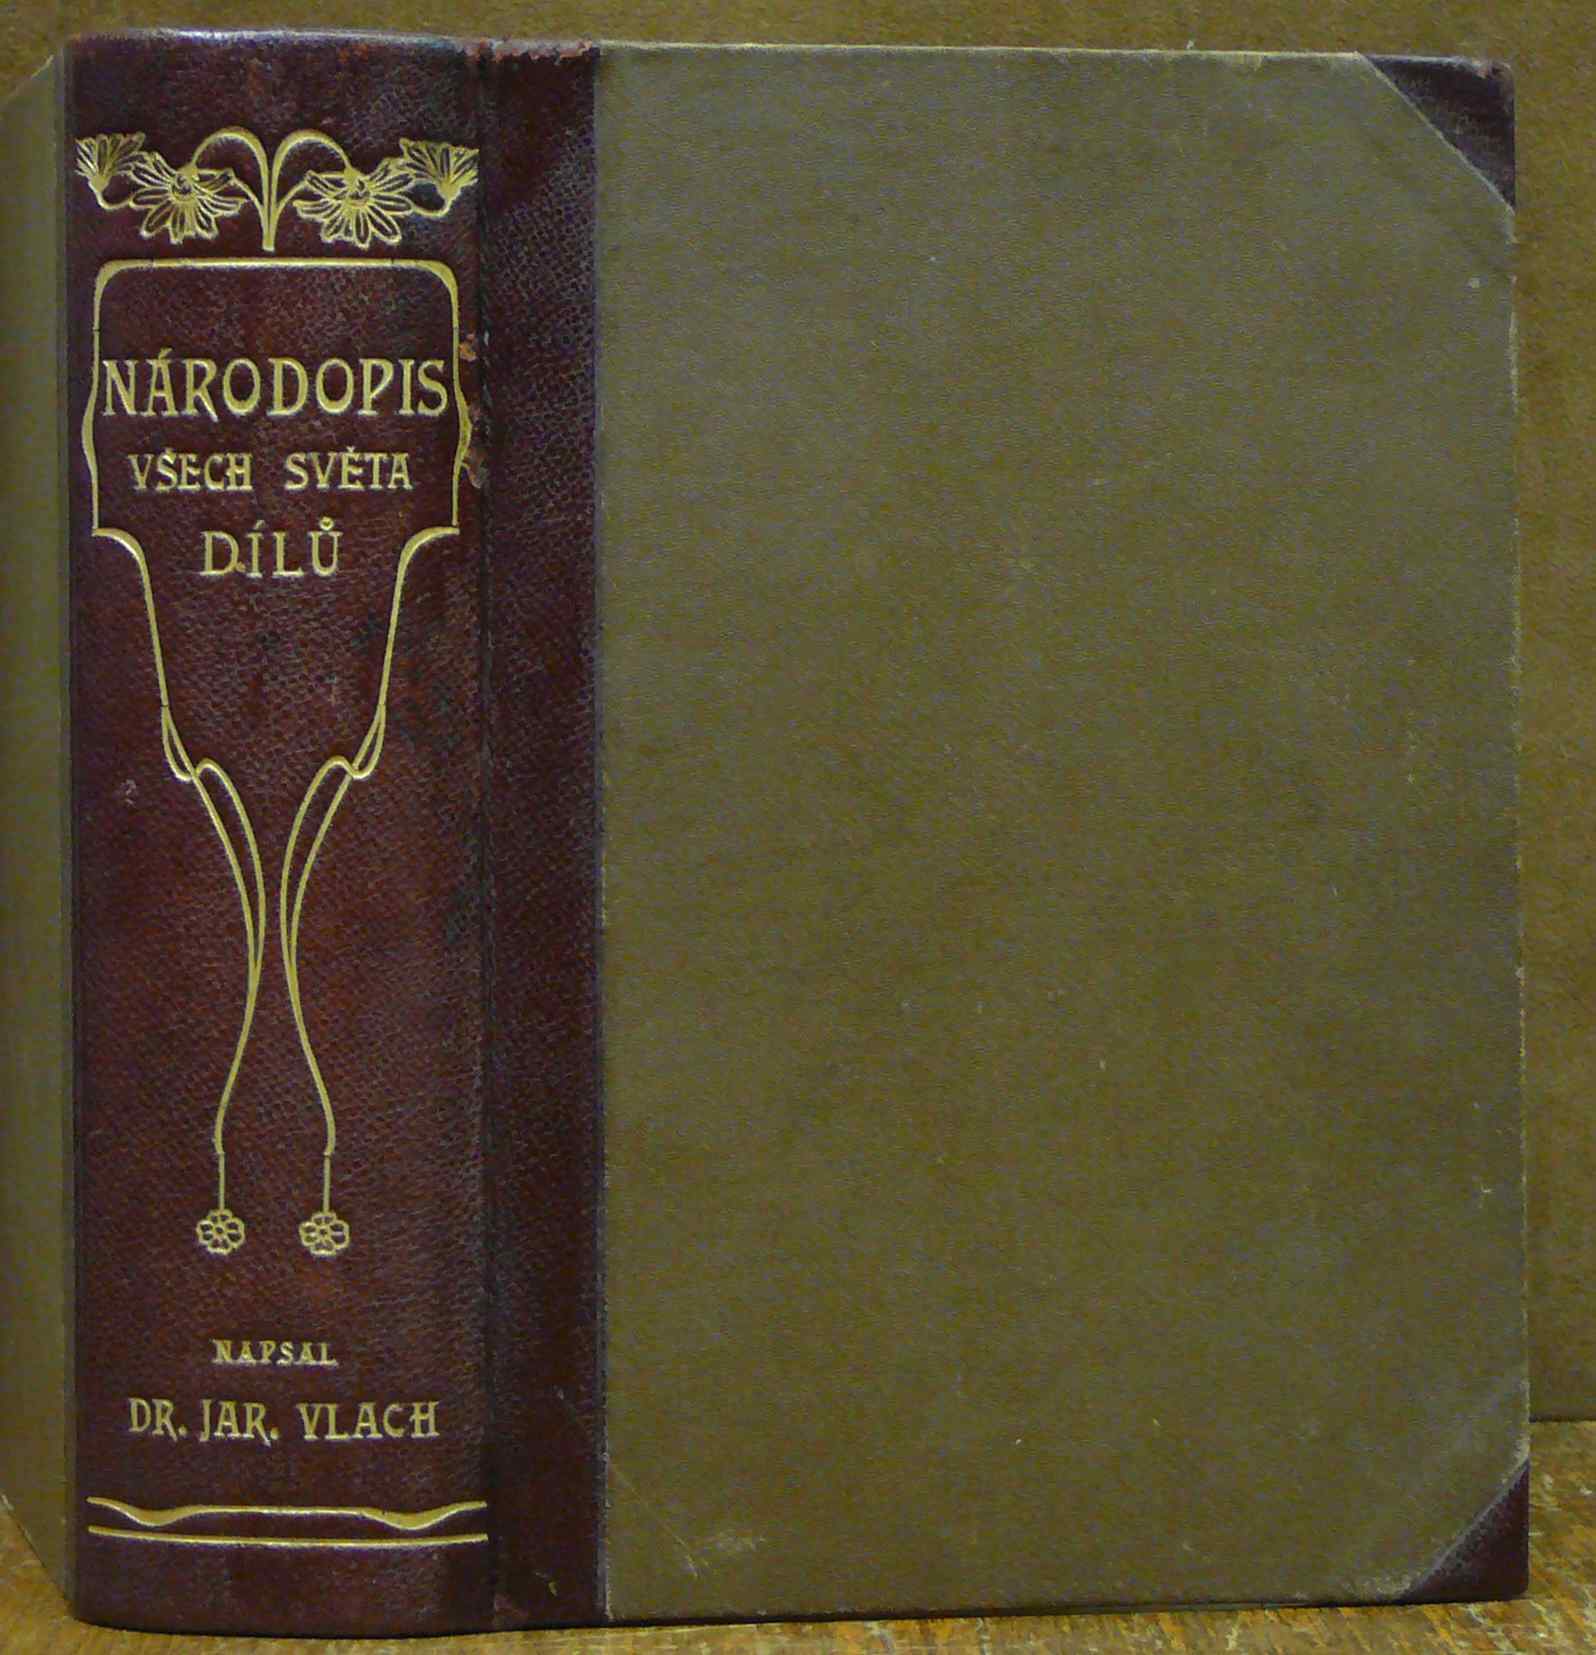 NÁRODOPIS
VŠECH SVĚTA
DÍLŮ
NAPSAL
DR. JAR. VLACH